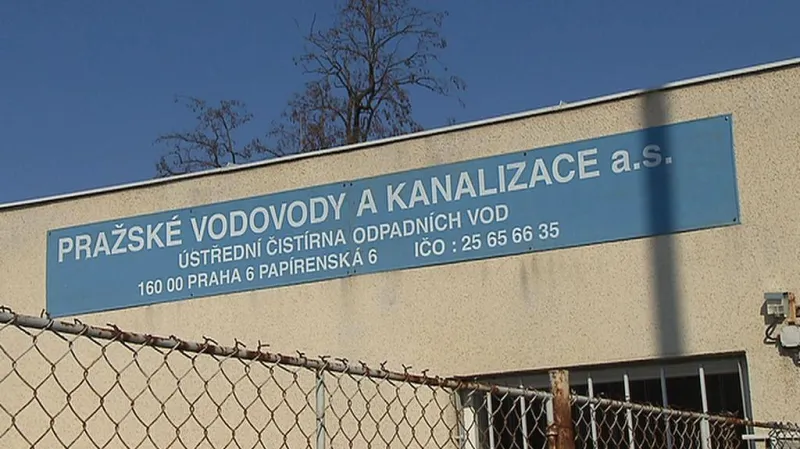 PRAŽSKÉ VODOVODY A KANALIZACE a.s.
ÚSTŘEDNÍ ČISTÍRNA ODPADNÍCH VOD
160 00 PRAHA 6 PAPÍRENSKÁ 6 IČO : 25 65 66 35